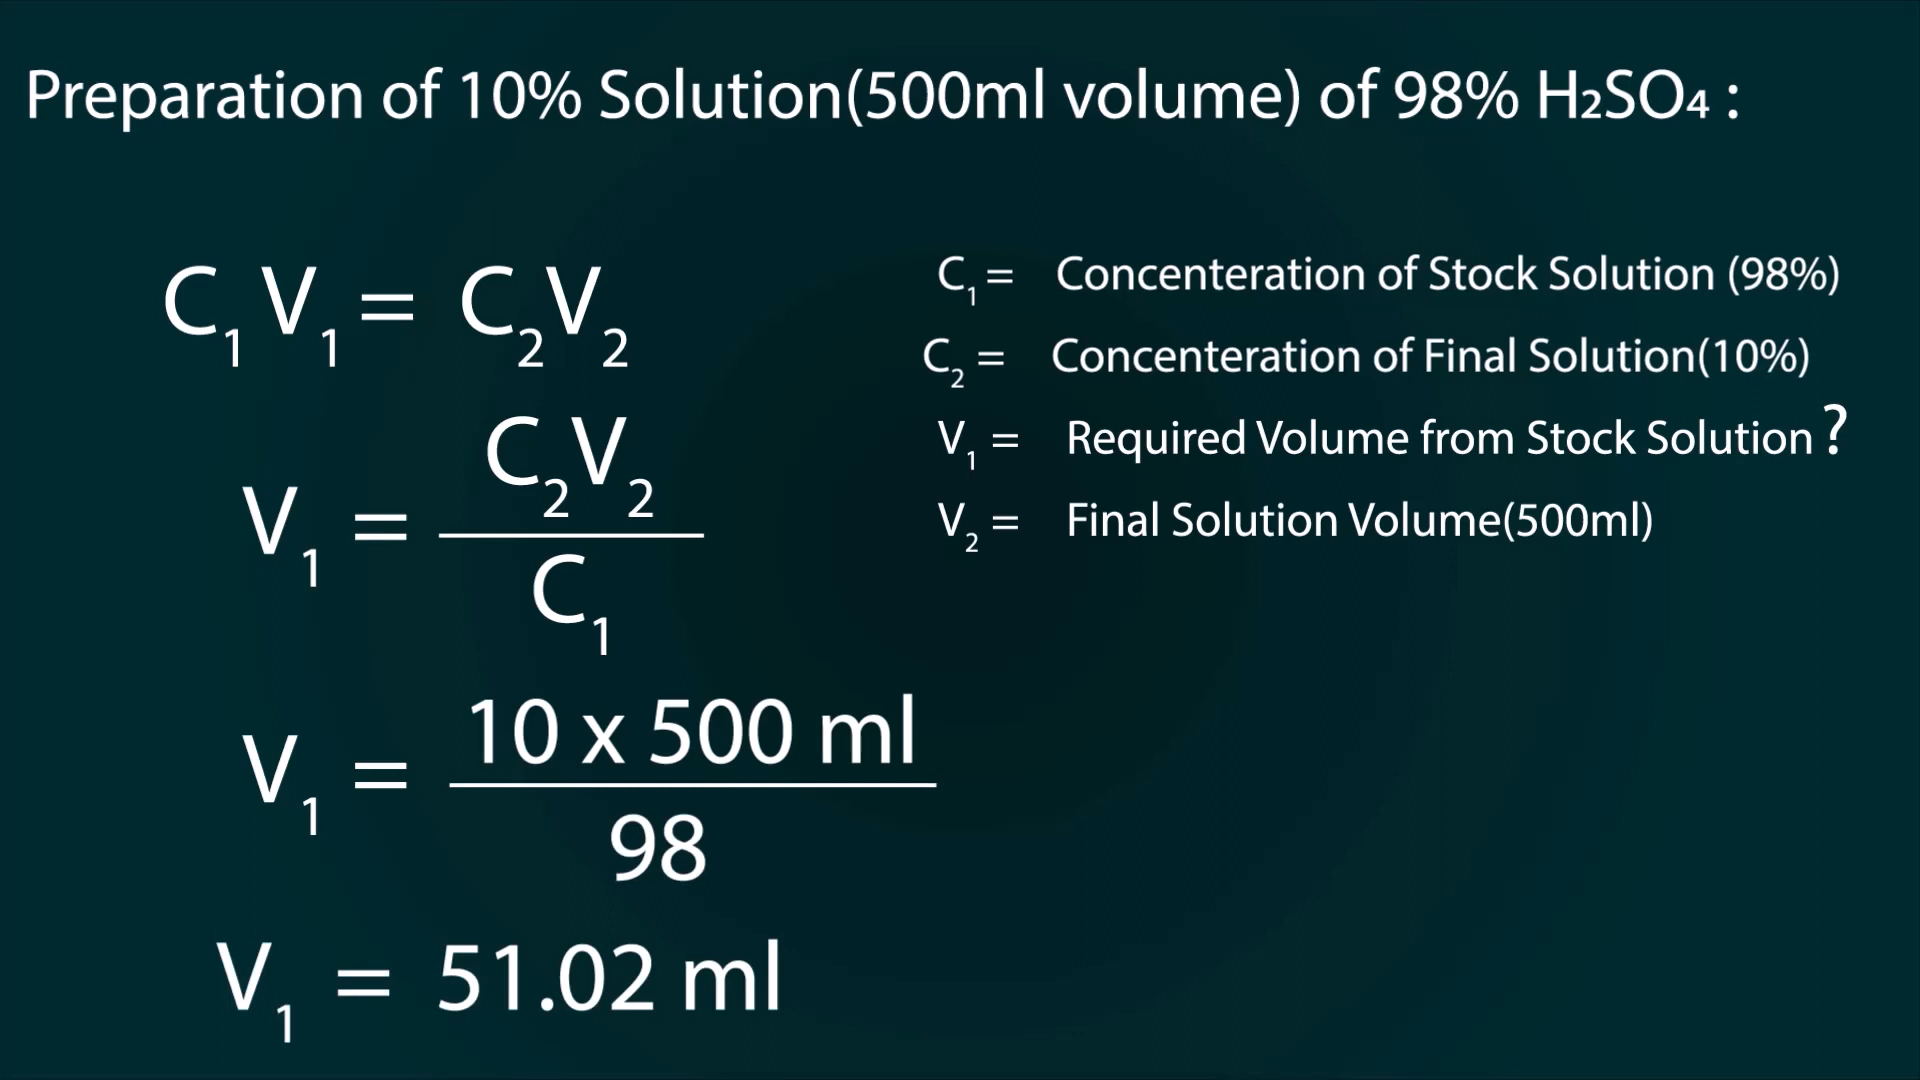 Preparation of 10% Solution(500ml volume) of 98% H₂SO₄ :
C₁V₁ = C₂V₂
V₁ = C₂V₂ / C₁
V₁ = 10 x 500 ml / 98
V₁ = 51.02 ml
C₁ = Concenteration of Stock Solution (98%)
C₂ = Concenteration of Final Solution(10%)
V₁ = Required Volume from Stock Solution ?
V₂ = Final Solution Volume(500ml)